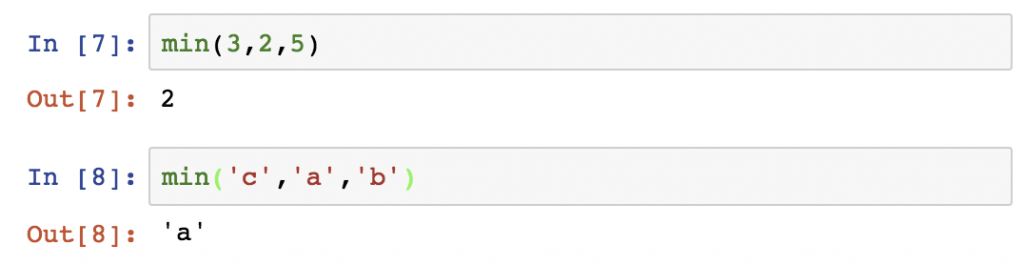 In [7]: min(3,2,5)
Out[7]: 2
In [8]: min('c','a','b')
Out[8]: 'a'